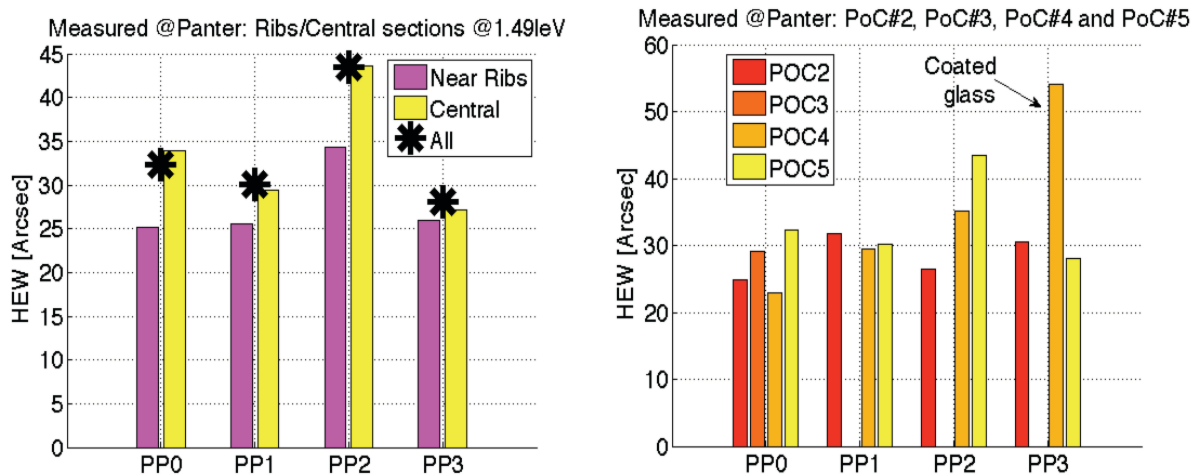 Measured @Panter: Ribs/Central sections @1.49leV
45
40
35
30
25
20
15
10
5
0
HEW [Arcsec]
Near Ribs
Central
All
PP0 PP1 PP2 PP3
Measured @Panter: PoC#2, PoC#3, PoC#4 and PoC#5
60
50
40
30
20
10
0
HEW [Arcsec]
POC2
POC3
POC4
POC5
Coated
glass
PP0 PP1 PP2 PP3